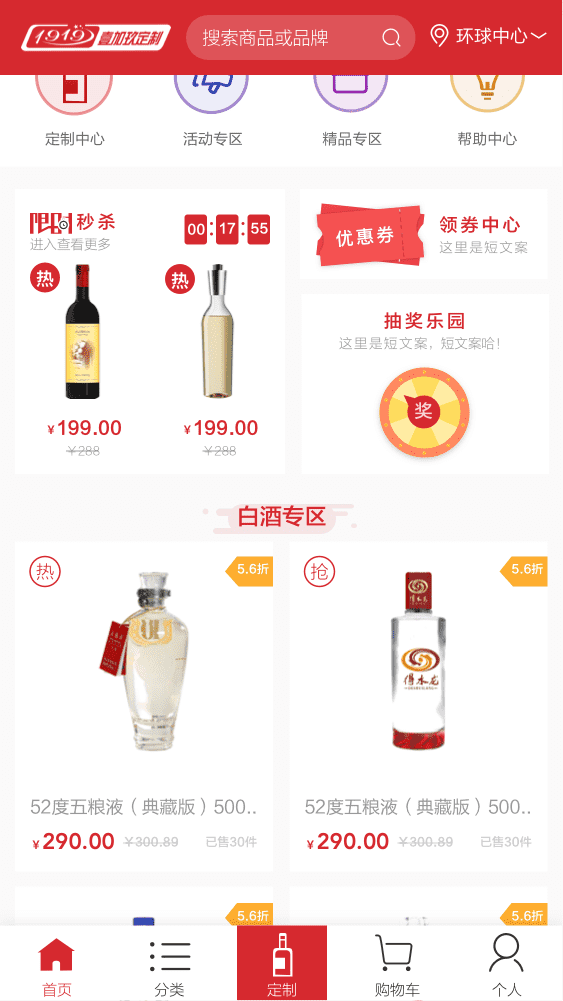 1919 壹加玖定制
搜索商品或品牌
环球中心
定制中心
活动专区
精品专区
帮助中心
限时秒杀
00:17:55
进入查看更多
热
热
¥199.00
¥288
¥199.00
¥288
优惠券
领券中心
这里是短文案
抽奖乐园
这里是短文案，短文案哈！
奖
白酒专区
热
5.6折
52度五粮液（典藏版）500..
¥290.00 ¥300.89 已售30件
抢
5.6折
52度五粮液（典藏版）500..
¥290.00 ¥300.89 已售30件
5.6折
5.6折
首页
分类
定制
购物车
个人